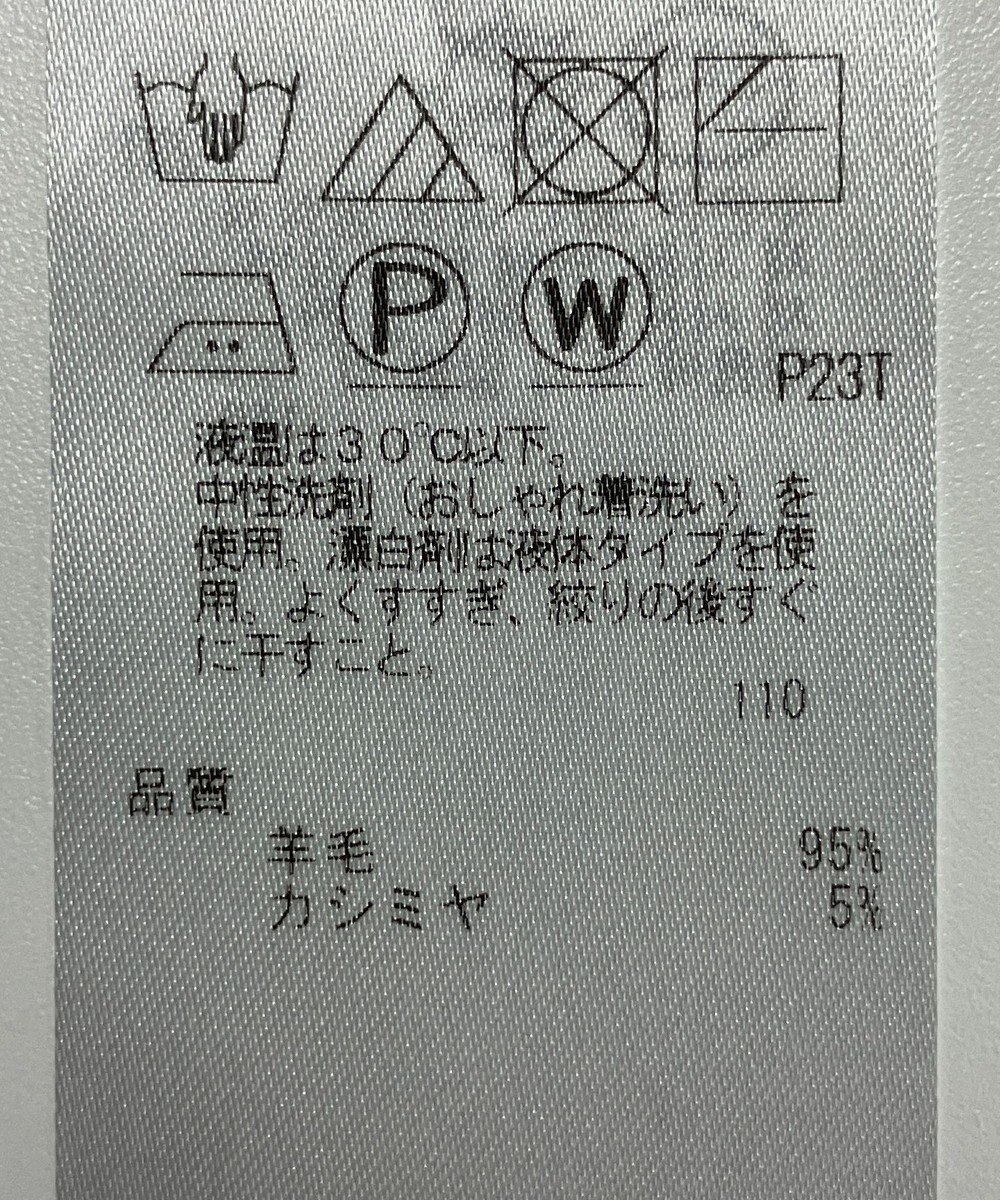 P W
P23T
液温は30℃以下。
中性洗剤(おしゃれ着洗い)を
使用。漂白剤は液体タイプを使
用。よくすすぎ、絞りの後すぐ
に干すこと。
110
品質
羊毛 95%
カシミヤ 5%